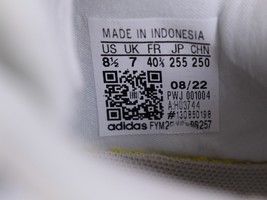 MADE IN INDONESIA
US UK FR JP CHN
8½ 7 40⅔ 255 250
08/22
PWJ 001004
AH03744
#13086019B
adidas